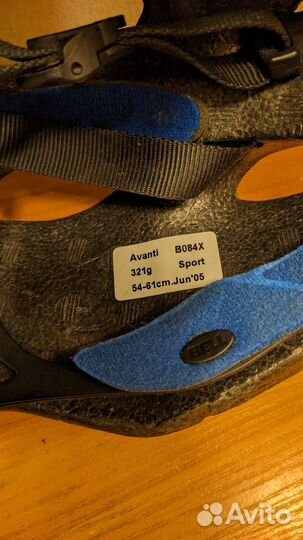 Avanti B084X
321g Sport
54-61cm.Jun'05
BELL
Avito